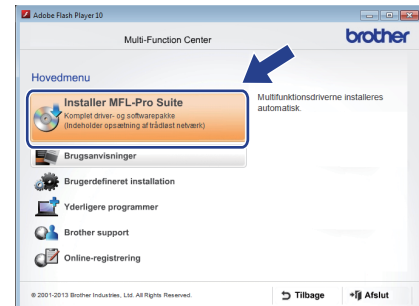 Adobe Flash Player 10
Multi-Function Center
brother
Hovedmenu
Installer MFL-Pro Suite
Komplet driver- og softwarepakke
(Indeholder opsætning af trådløst netværk)
Multifunktionsdriverne installeres
automatisk.
Brugsanvisninger
Brugerdefineret installation
Yderligere programmer
Brother support
Online-registrering
© 2001-2013 Brother Industries, Ltd. All Rights Reserved.
Tilbage
Afslut